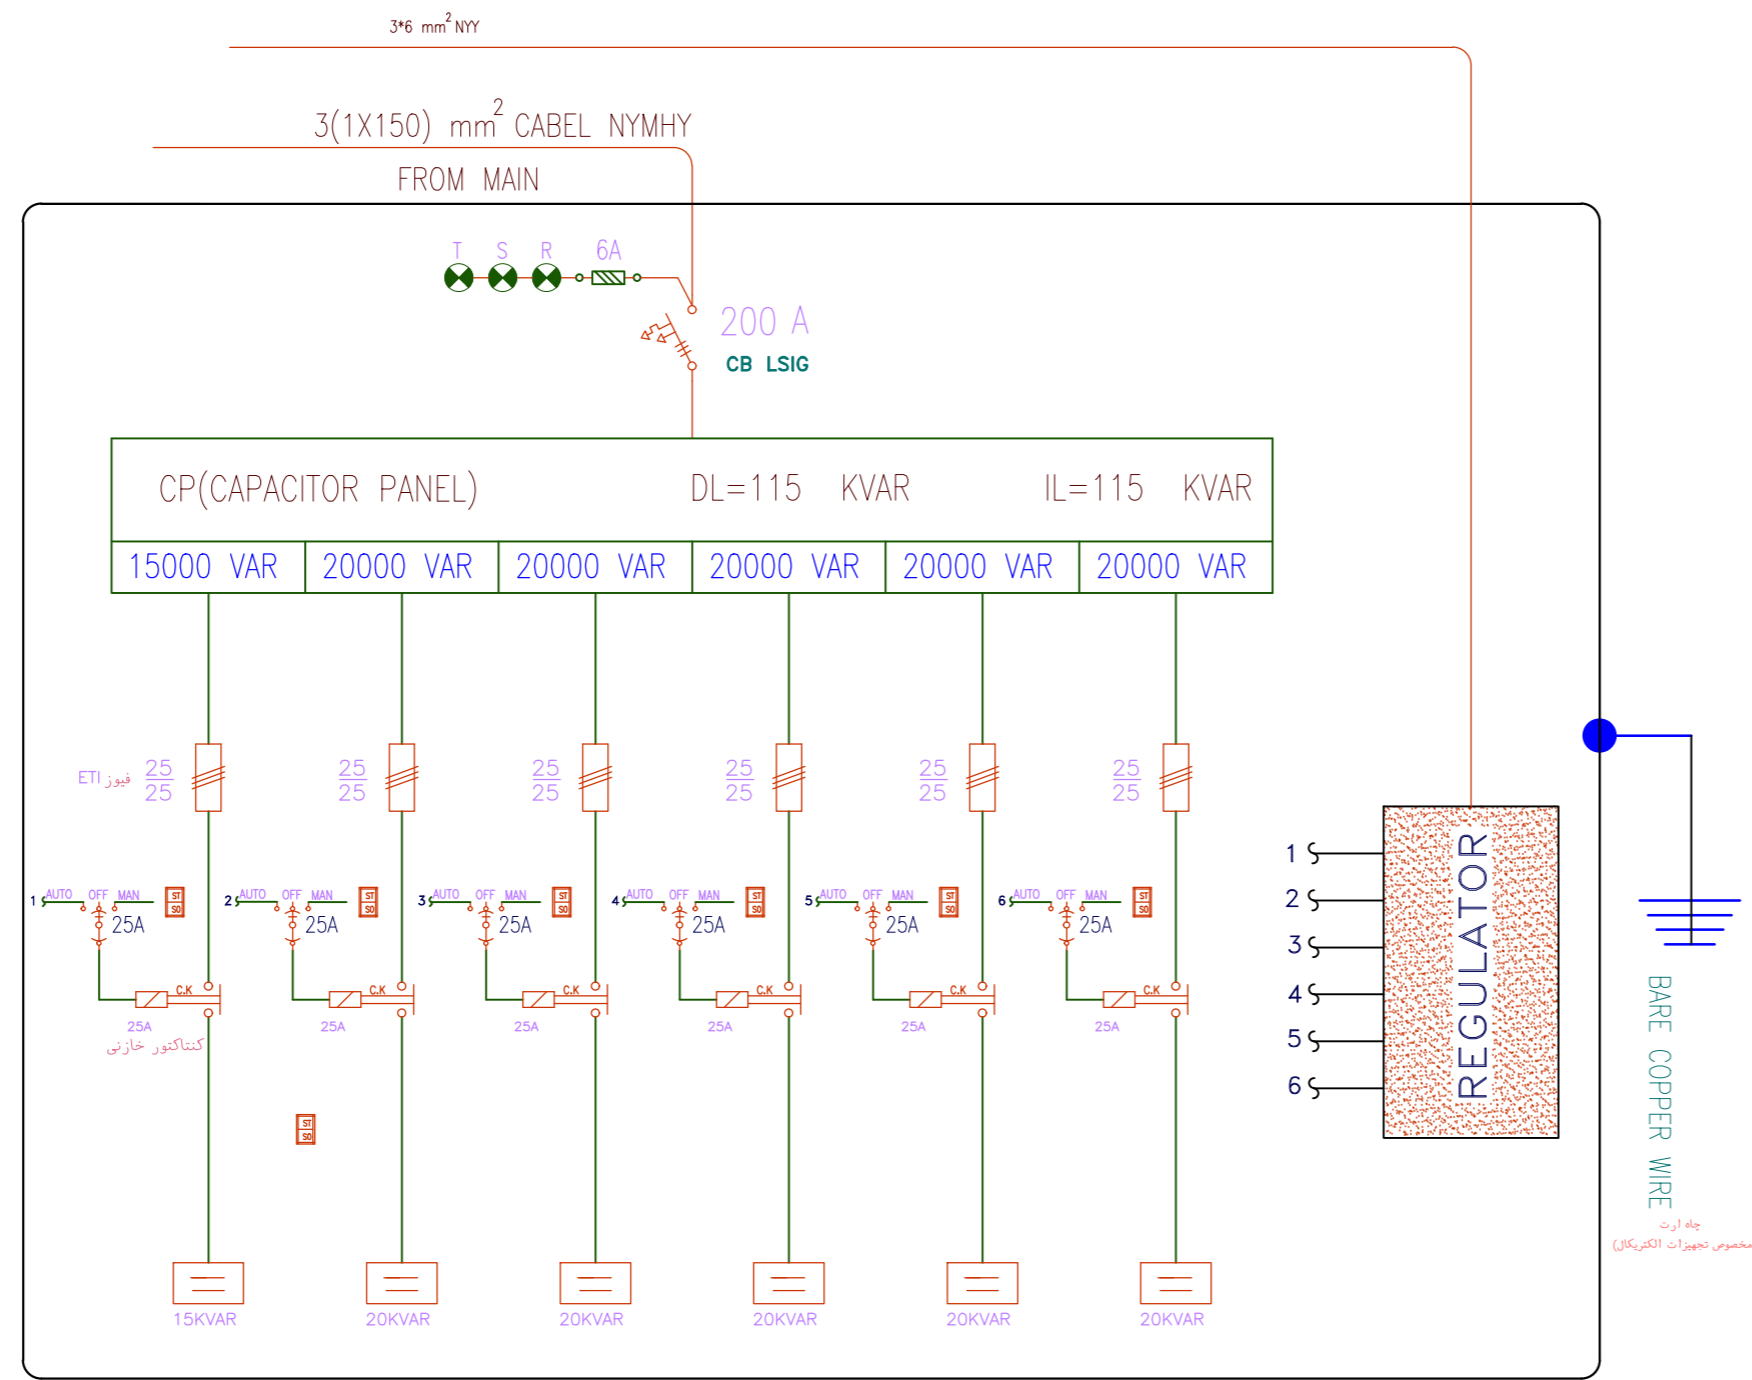 3*6 mm² NYY
3(1X150) mm² CABEL NYMHY
FROM MAIN
T S R 6A
200 A
CB LSIG
CP(CAPACITOR PANEL) DL=115 KVAR IL=115 KVAR
15000 VAR 20000 VAR 20000 VAR 20000 VAR 20000 VAR 20000 VAR
فیوز ETI
25/25 25/25 25/25 25/25 25/25 25/25
1 AUTO OFF MAN ST SO
25A
2 AUTO OFF MAN ST SO
25A
3 AUTO OFF MAN ST SO
25A
4 AUTO OFF MAN ST SO
25A
5 AUTO OFF MAN ST SO
25A
6 AUTO OFF MAN ST SO
25A
C.K C.K C.K C.K C.K C.K
25A 25A 25A 25A 25A 25A
کنتاکتور خازنی
ST
SO
15KVAR 20KVAR 20KVAR 20KVAR 20KVAR 20KVAR
1
2
3
4
5
6
REGULATOR
BARE COPPER WIRE
چاه ارت
مخصوص تجهیزات الکتریکال)